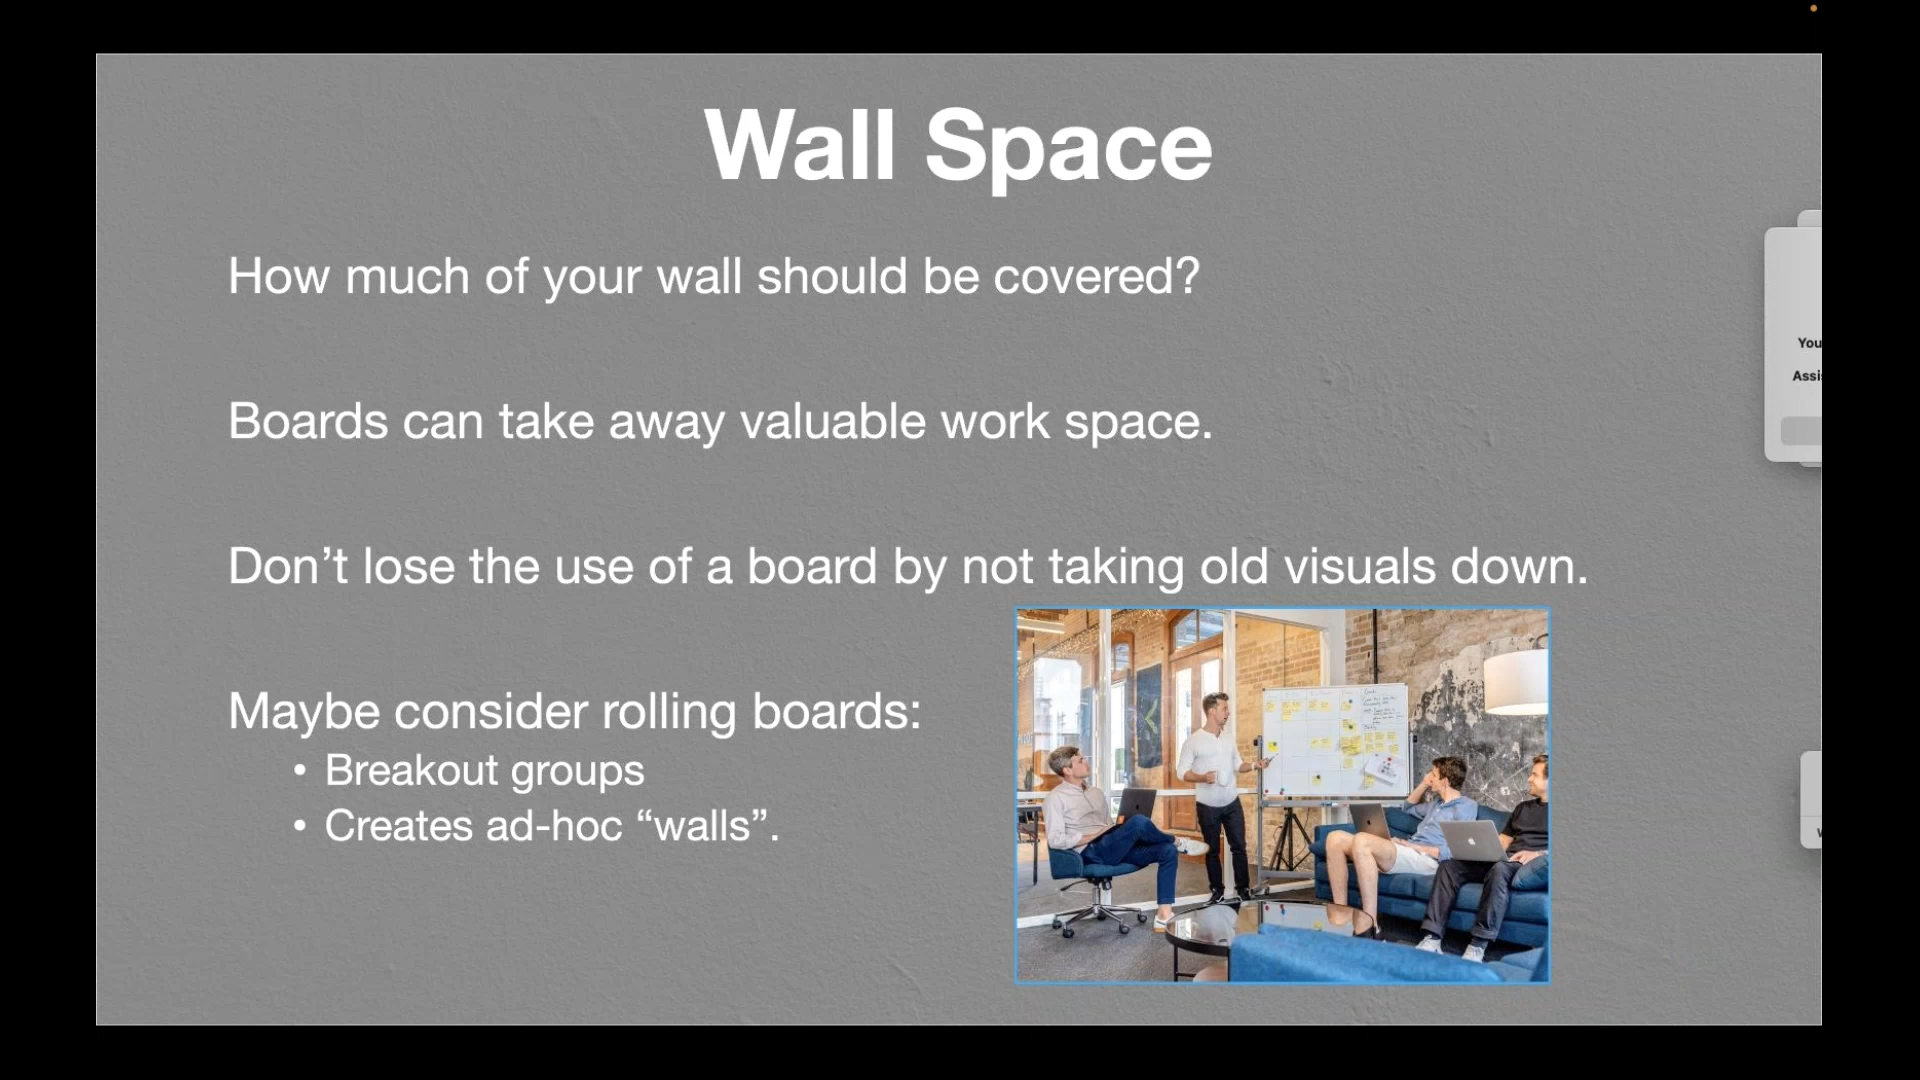 Wall Space
How much of your wall should be covered?
You
Boards can take away valuable work space.
Don’t lose the use of a board by not taking old visuals down.
Maybe consider rolling boards:
• Breakout groups
• Creates ad-hoc “walls”.